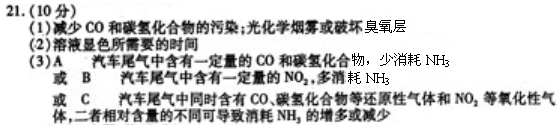 21.(10分)
(1)减少CO和碳氢化合物的污染;光化学烟雾或破坏臭氧层
(2)溶液显色所需要的时间
(3)A 汽车尾气中含有一定量的CO和碳氢化合物，少消耗NH₃
或 B 汽车尾气中含有一定量的NO₂,多消耗NH₃
或 C 汽车尾气中同时含有CO、碳氢化合物等还原性气体和NO₂等氧化性气
体,二者相对含量的不同可导致消耗NH₃的增多或减少